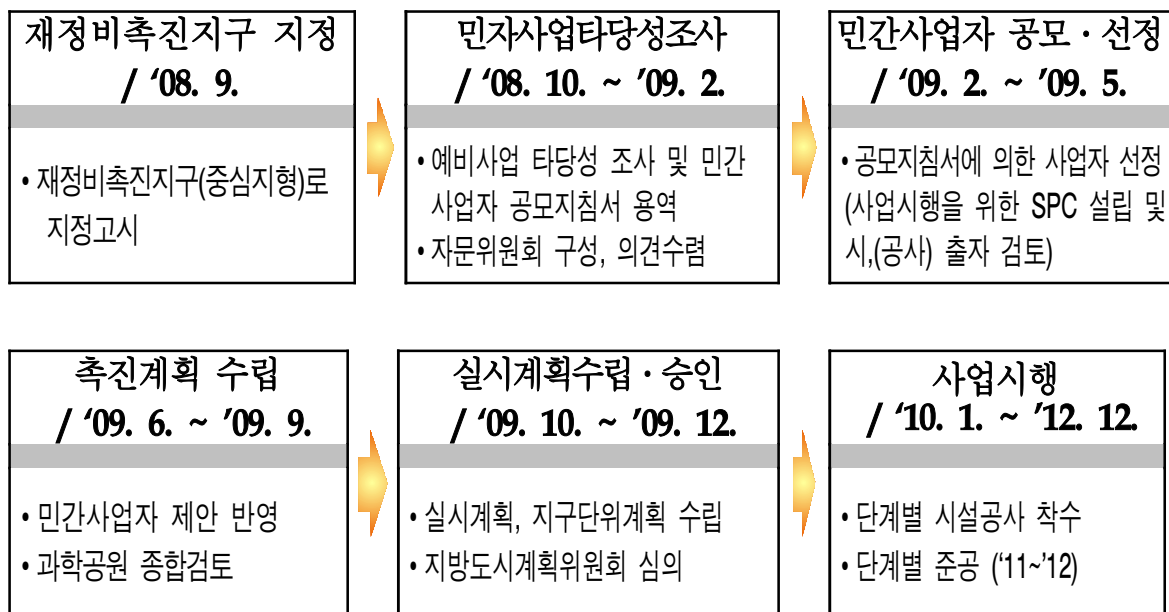 재정비촉진지구 지정
/ ‘08. 9.
• 재정비촉진지구(중심지형)로
지정고시
민자사업타당성조사
/ ‘08. 10. ~ ’09. 2.
• 예비사업 타당성 조사 및 민간
사업자 공모지침서 용역
• 자문위원회 구성, 의견수렴
민간사업자 공모 · 선정
/ ‘09. 2. ~ ’09. 5.
• 공모지침서에 의한 사업자 선정
(사업시행을 위한 SPC 설립 및
시,(공사) 출자 검토)
촉진계획 수립
/ ‘09. 6. ~ ’09. 9.
• 민간사업자 제안 반영
• 과학공원 종합검토
실시계획수립 · 승인
/ ‘09. 10. ~ ’09. 12.
• 실시계획, 지구단위계획 수립
• 지방도시계획위원회 심의
사업시행
/ ‘10. 1. ~ ’12. 12.
• 단계별 시설공사 착수
• 단계별 준공 (‘11~’12)